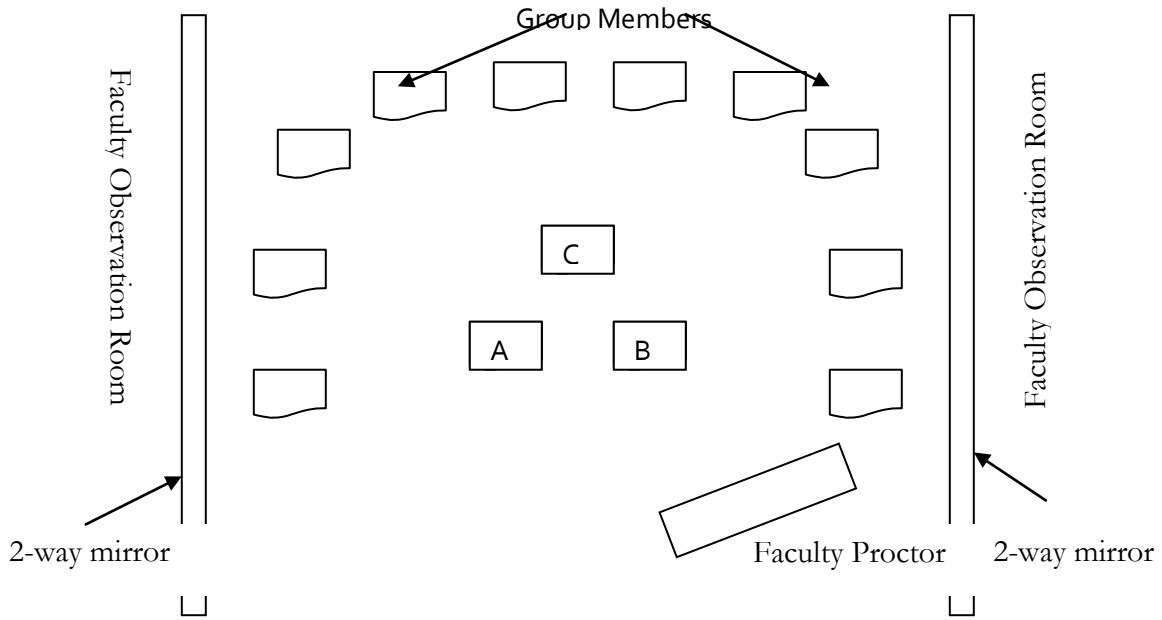 Group Members
Faculty Observation Room
Faculty Observation Room
C
A
B
2-way mirror
Faculty Proctor
2-way mirror